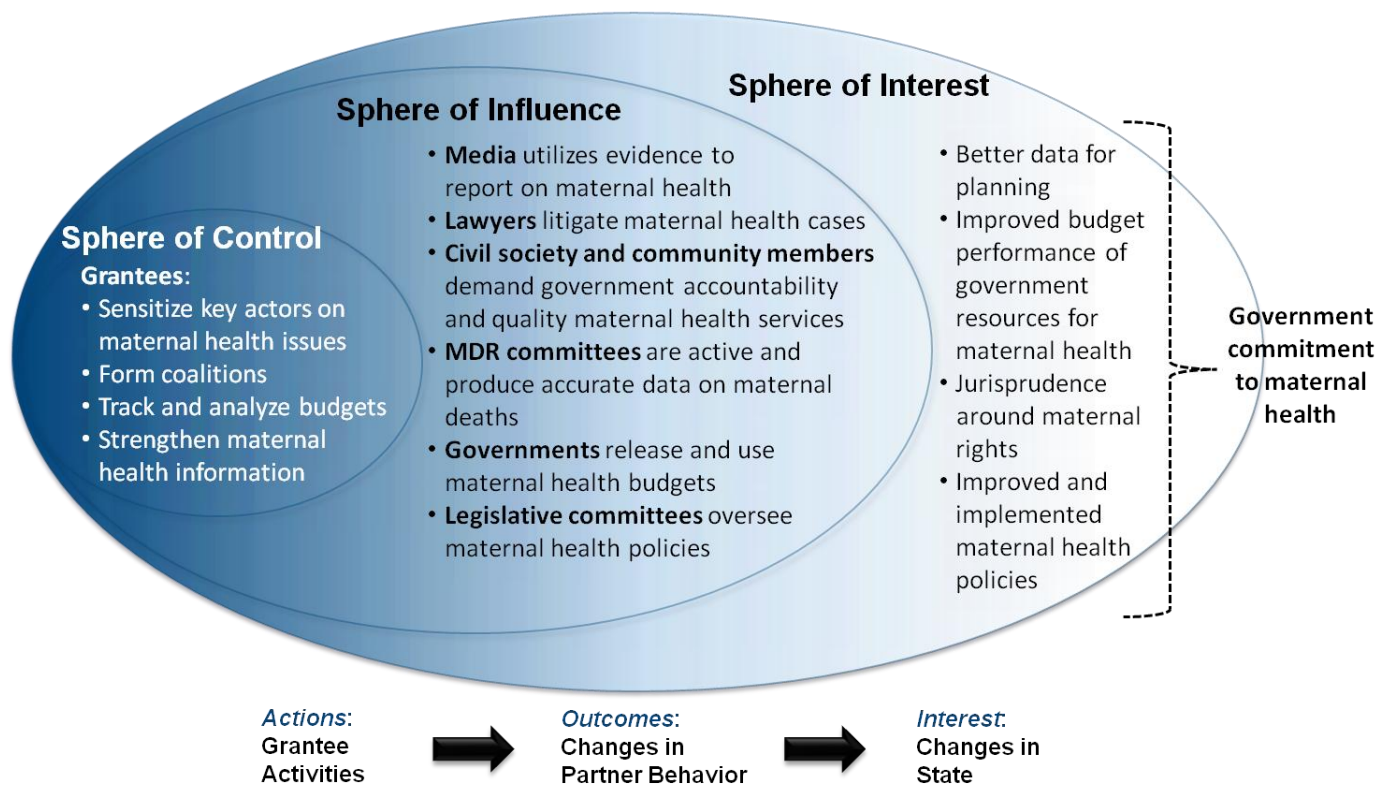 Sphere of Interest
Sphere of Influence
Sphere of Control
Grantees:
• Sensitize key actors on
maternal health issues
• Form coalitions
• Track and analyze budgets
• Strengthen maternal
health information
• Media utilizes evidence to
report on maternal health
• Lawyers litigate maternal health cases
• Civil society and community members
demand government accountability
and quality maternal health services
• MDR committees are active and
produce accurate data on maternal
deaths
• Governments release and use
maternal health budgets
• Legislative committees oversee
maternal health policies
• Better data for
planning
• Improved budget
performance of
government
resources for
maternal health
• Jurisprudence
around maternal
rights
• Improved and
implemented
maternal health
policies
Government
commitment
to maternal
health
Actions:
Grantee
Activities
Outcomes:
Changes in
Partner Behavior
Interest:
Changes in
State